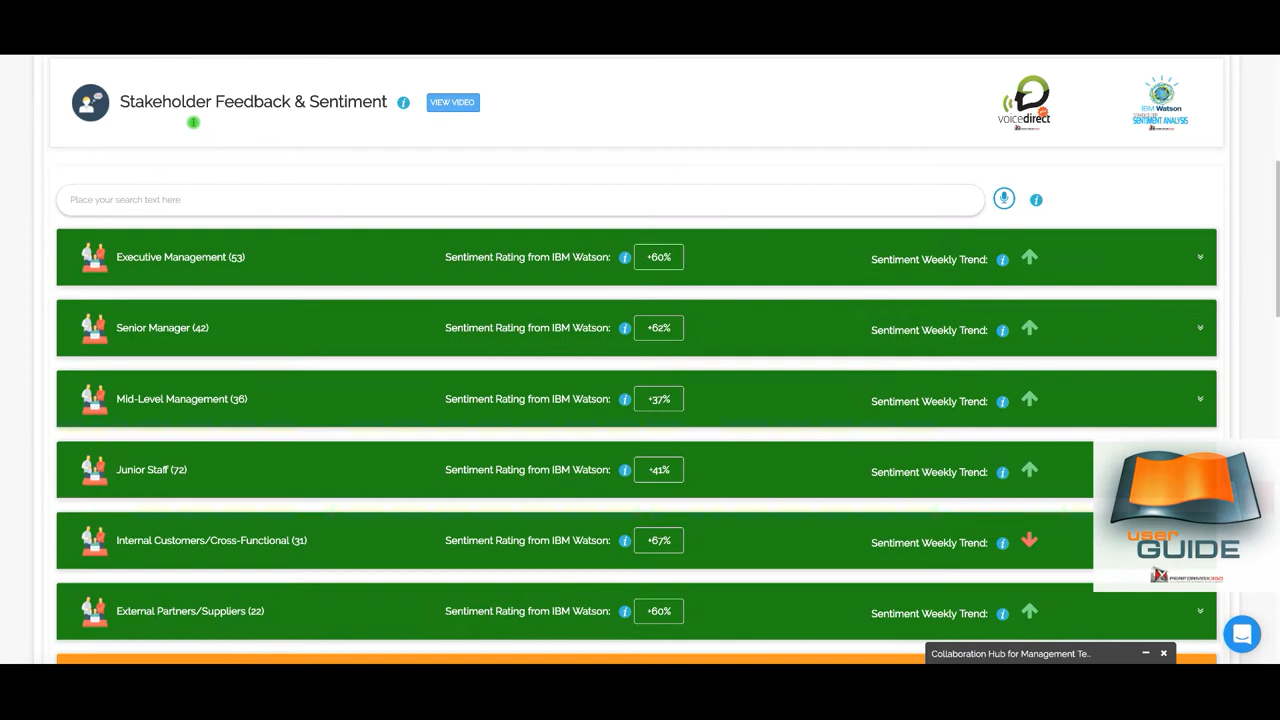 Stakeholder Feedback & Sentiment
VIEW VIDEO
voicedirect
IBM Watson
SENTIMENT ANALYSIS
Place your search text here
Executive Management (53) Sentiment Rating from IBM Watson: +60% Sentiment Weekly Trend:
Senior Manager (42) Sentiment Rating from IBM Watson: +62% Sentiment Weekly Trend:
Mid-Level Management (36) Sentiment Rating from IBM Watson: +37% Sentiment Weekly Trend:
Junior Staff (72) Sentiment Rating from IBM Watson: +41% Sentiment Weekly Trend:
Internal Customers/Cross-Functional (31) Sentiment Rating from IBM Watson: +67% Sentiment Weekly Trend:
External Partners/Suppliers (22) Sentiment Rating from IBM Watson: +60% Sentiment Weekly Trend:
user
GUIDE
PERFORMX360
Collaboration Hub for Management Te..